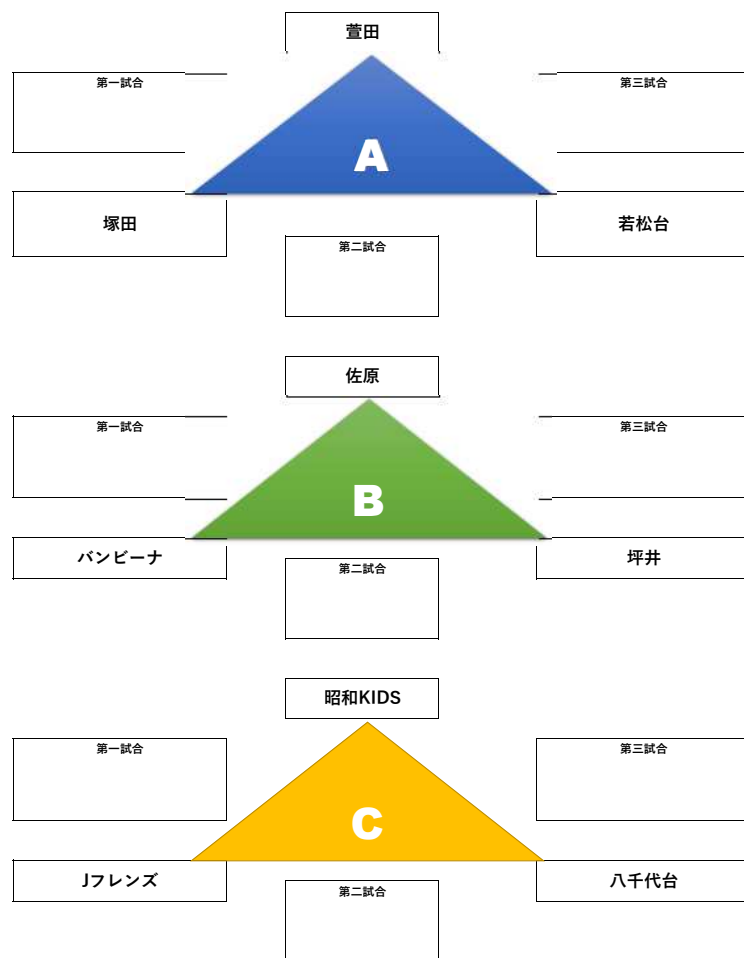 萱田
第一試合
第三試合
A
塚田
若松台
第二試合
佐原
第一試合
第三試合
B
バンビーナ
坪井
第二試合
昭和KIDS
第一試合
第三試合
C
Jフレンズ
八千代台
第二試合